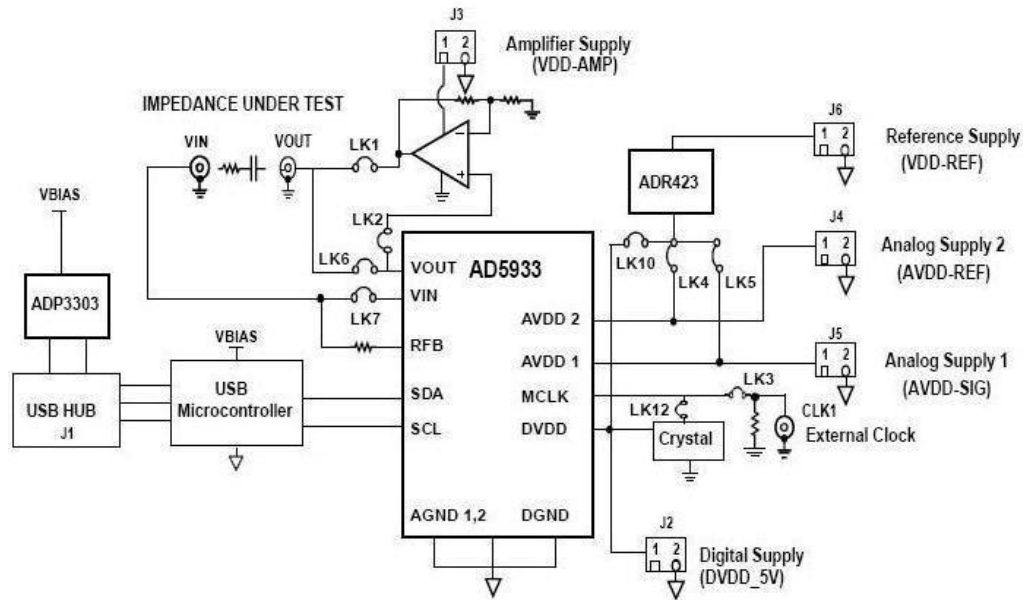 J3
1 2
Amplifier Supply
(VDD-AMP)
IMPEDANCE UNDER TEST
VIN
VOUT
LK1
J6
1 2
Reference Supply
(VDD-REF)
ADR423
VBIAS
LK2
J4
1 2
Analog Supply 2
(AVDD-REF)
LK6
VOUT
AD5933
LK10
LK4
LK5
ADP3303
VIN
LK7
AVDD 2
VBIAS
RFB
J5
1 2
Analog Supply 1
(AVDD-SIG)
AVDD 1
USB HUB
J1
USB
Microcontroller
SDA
MCLK
LK3
LK12
CLK1
External Clock
SCL
DVDD
Crystal
AGND 1,2
DGND
J2
1 2
Digital Supply
(DVDD_5V)